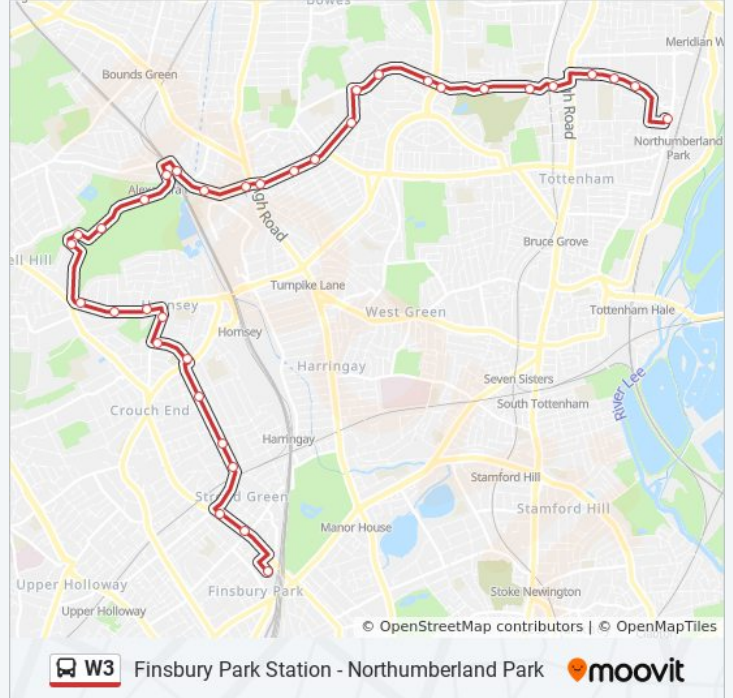 Bowes
Meridian W
Bounds Green
h Road
Northumberland
Park
Tottenham
Alex
gh Road
Bruce Grove
ell Hill
Turnpike Lane
Hornsey
West Green
Tottenham Hale
Hornsey
Harringay
River Lee
Seven Sisters
South Tottenham
Crouch End
Harringay
Stroud Green
Stamford Hill
Stamford Hill
Manor House
Upper Holloway
Finsbury Park
Stoke Newington
Upper Holloway
© OpenStreetMap contributors | © OpenMapTiles
W3 Finsbury Park Station - Northumberland Park moovit